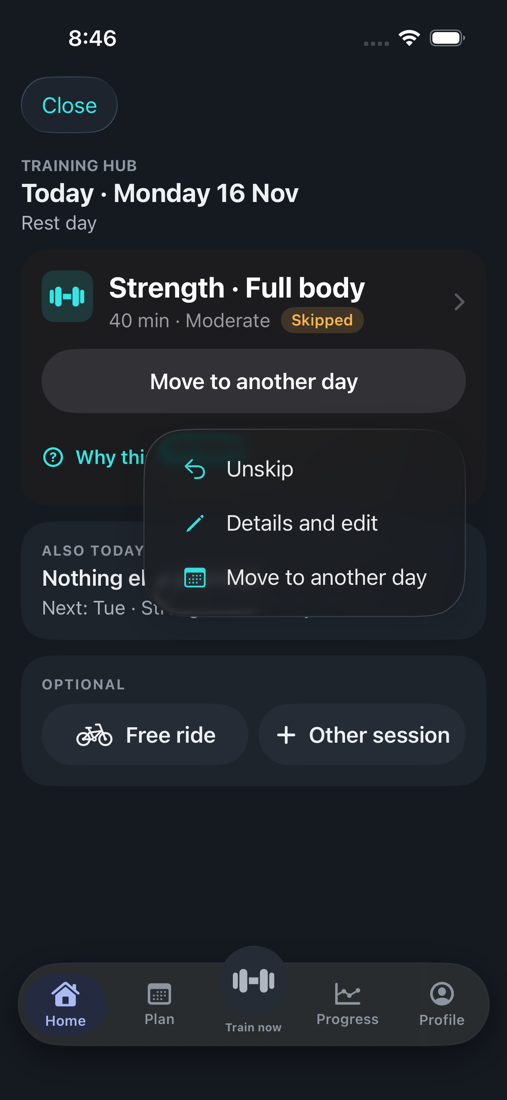 8:46
Close
TRAINING HUB
Today · Monday 16 Nov
Rest day
Strength · Full body
40 min · Moderate Skipped
Move to another day
Why thi
Unskip
Details and edit
Move to another day
ALSO TODAY
Nothing el
Next: Tue · St
OPTIONAL
Free ride
+ Other session
Home
Plan
Train now
Progress
Profile